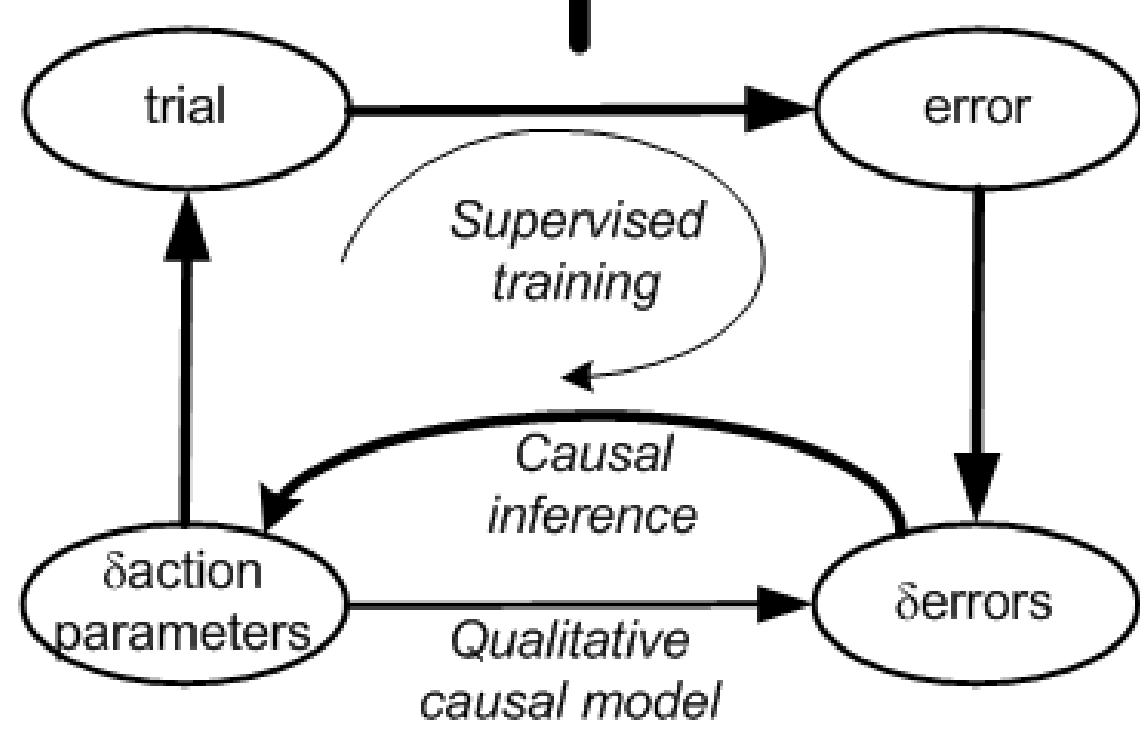 trial
error
Supervised
training
Causal
inference
δaction
parameters
δerrors
Qualitative
causal model